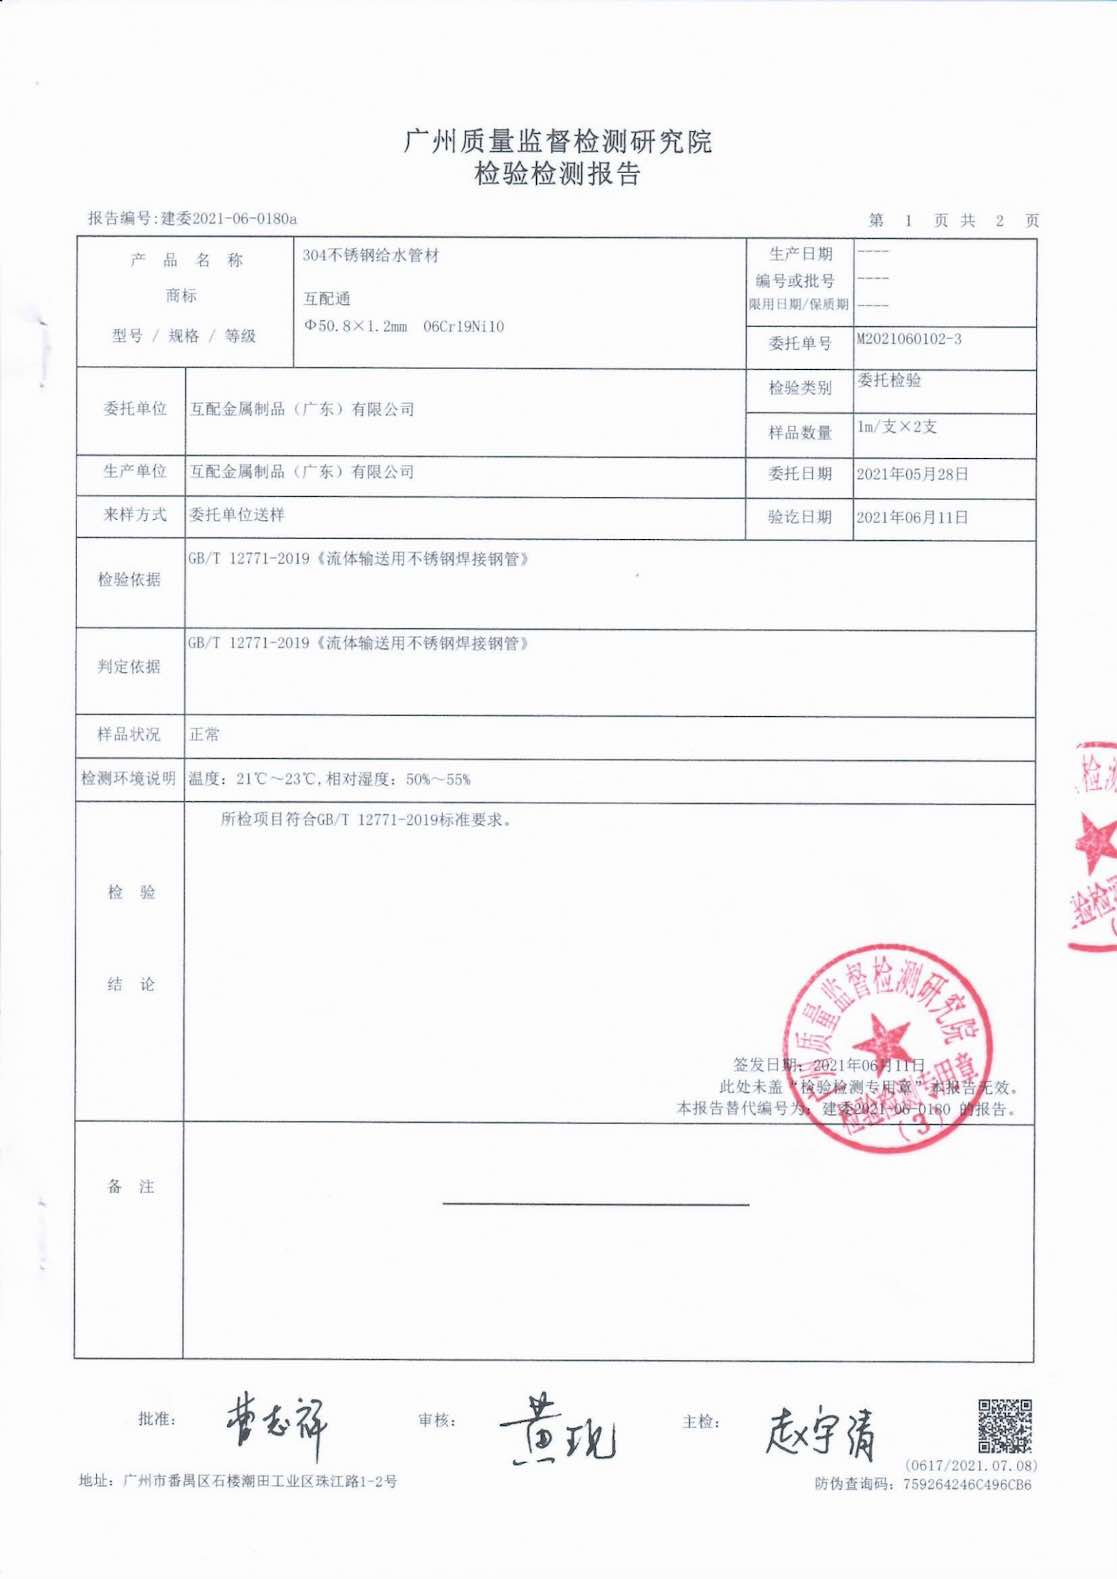 广州质量监督检测研究院
检验检测报告
报告编号:建委2021-06-0180a
第 1 页 共 2 页
产 品 名 称
304不锈钢给水管材
商标
互配通
型号 / 规格 / 等级
Φ50.8×1.2mm 06Cr19Ni10
生产日期
----
编号或批号
----
限用日期/保质期
----
委托单号
M2021060102-3
委托单位
互配金属制品（广东）有限公司
检验类别
委托检验
样品数量
1m/支×2支
生产单位
互配金属制品（广东）有限公司
委托日期
2021年05月28日
来样方式
委托单位送样
验讫日期
2021年06月11日
检验依据
GB/T 12771-2019《流体输送用不锈钢焊接钢管》
判定依据
GB/T 12771-2019《流体输送用不锈钢焊接钢管》
样品状况
正常
检测环境说明
温度：21℃～23℃,相对湿度：50%～55%
检 验
结 论
所检项目符合GB/T 12771-2019标准要求。
签发日期：2021年06月11日
此处未盖“检验检测专用章”本报告无效。
本报告替代编号为：建委2021-06-0180 的报告。
广州质量监督检测研究院
检验检测专用章
（3）
备 注
批准：
曹志祥
审核：
黄现
主检：
赵宇清
地址：广州市番禺区石楼潮田工业区珠江路1-2号
(0617/2021.07.08)
防伪查询码：759264246C496CB6
检测
验检测